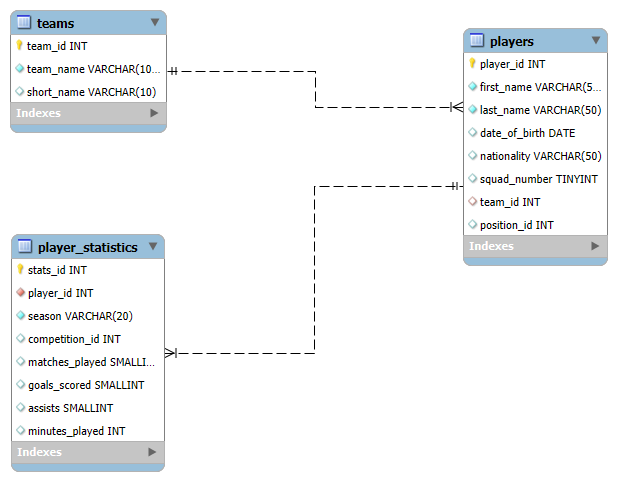 teams
team_id INT
team_name VARCHAR(10...
short_name VARCHAR(10)
Indexes
players
player_id INT
first_name VARCHAR(5...
last_name VARCHAR(50)
date_of_birth DATE
nationality VARCHAR(50)
squad_number TINYINT
team_id INT
position_id INT
Indexes
player_statistics
stats_id INT
player_id INT
season VARCHAR(20)
competition_id INT
matches_played SMALLI...
goals_scored SMALLINT
assists SMALLINT
minutes_played INT
Indexes